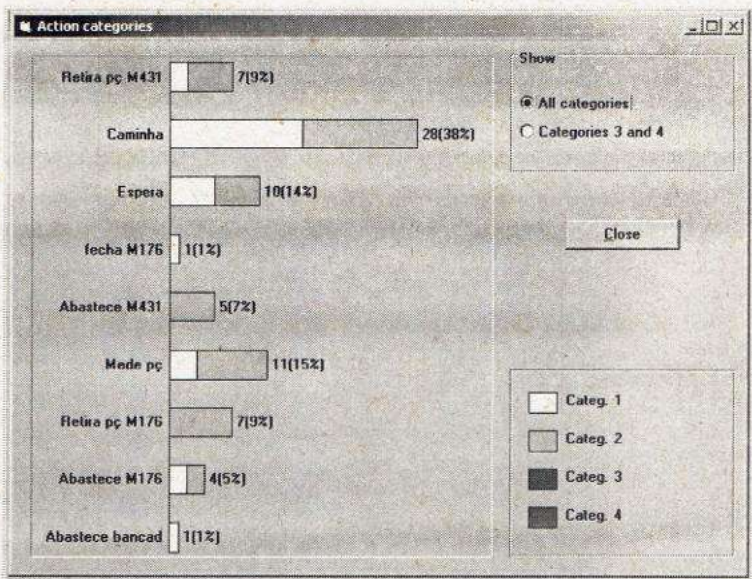 Action categories
Retira pç M431 7(9%)
Caminha 28(38%)
Espera 10(14%)
fecha M176 1(1%)
Abastece M431 5(7%)
Mede pç 11(15%)
Retira pç M176 7(9%)
Abastece M176 4(5%)
Abastece bancad 1(1%)
Show
All categories
Categories 3 and 4
Close
Categ. 1
Categ. 2
Categ. 3
Categ. 4